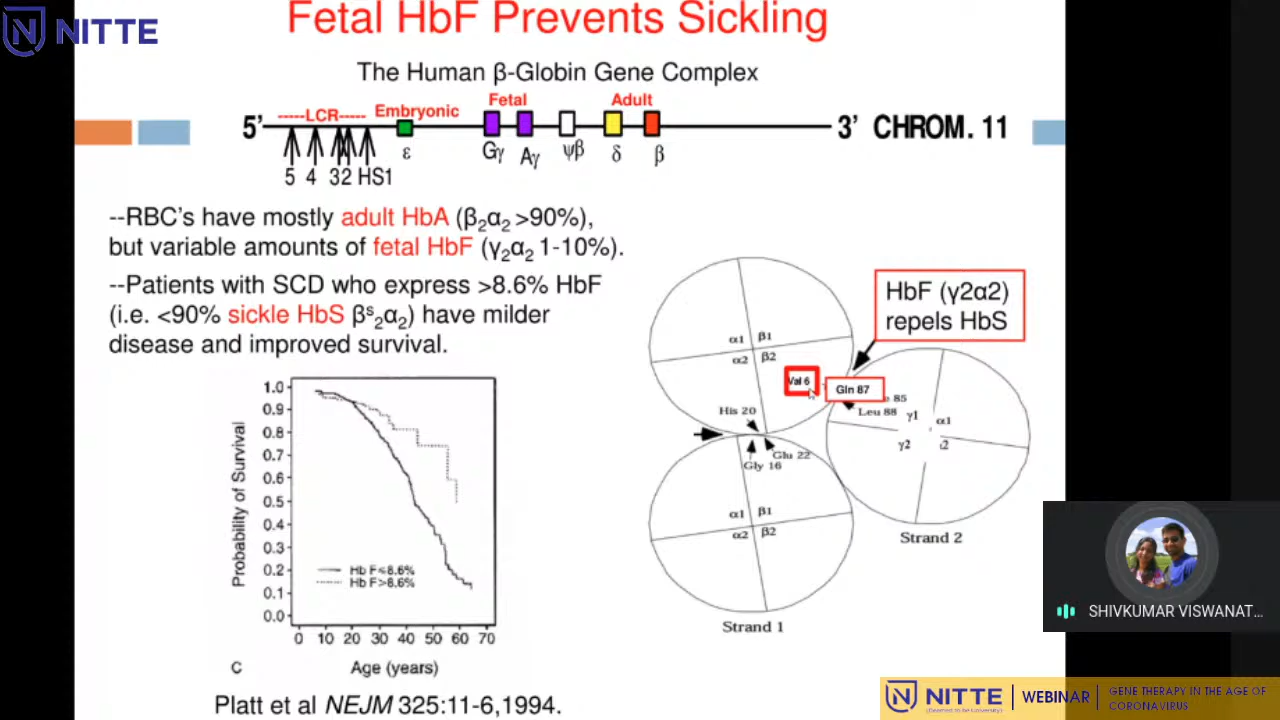 NITTE
Fetal HbF Prevents Sickling
The Human β-Globin Gene Complex
-----LCR-----
Embryonic
Fetal
Adult
5’
3’ CHROM. 11
ε
Gγ
Aγ
ψβ
δ
β
5 4 32 HS1
--RBC's have mostly adult HbA (β₂α₂ >90%),
but variable amounts of fetal HbF (γ₂α₂ 1-10%).
--Patients with SCD who express >8.6% HbF
(i.e. <90% sickle HbS βˢ₂α₂) have milder
disease and improved survival.
HbF (γ2α2)
repels HbS
α1 β1
α2 β2
Val 6
Gln 87
85
Leu 88
His 20
Glu 22
Gly 16
γ1 α1
γ2
α1 β1
α2 β2
Strand 2
Strand 1
Probability of Survival
1.0
0.9
0.8
0.7
0.6
0.5
0.4
0.3
0.2
0.1
0.0
Hb F≤8.6%
Hb F>8.6%
0 10 20 30 40 50 60 70
C
Age (years)
Platt et al NEJM 325:11-6,1994.
SHIVKUMAR VISWANAT...
NITTE
(Deemed to be University)
WEBINAR
GENE THERAPY IN THE AGE OF
CORONAVIRUS